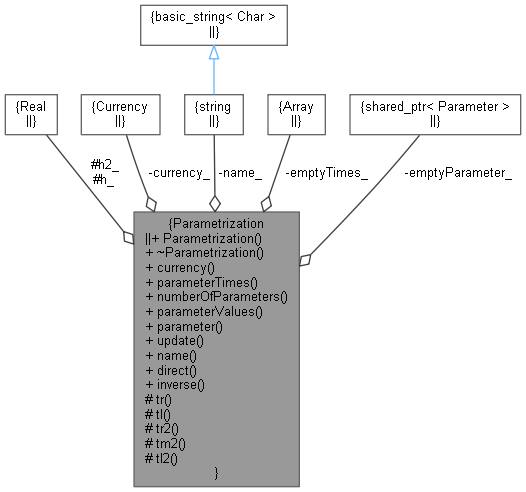 {basic_string< Char >
||}
{Real
||}
{Currency
||}
{string
||}
{Array
||}
{shared_ptr< Parameter >
||}
#h2_
#h_
-currency_
-name_
-emptyTimes_
-emptyParameter_
{Parametrization
||+ Parametrization()
+ ~Parametrization()
+ currency()
+ parameterTimes()
+ numberOfParameters()
+ parameterValues()
+ parameter()
+ update()
+ name()
+ direct()
+ inverse()
# tr()
# tl()
# tr2()
# tm2()
# tl2()
}